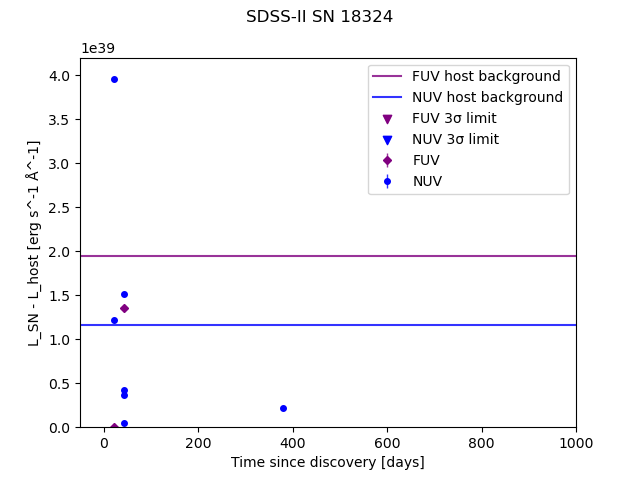 SDSS-II SN 18324
1e39
4.0
3.5
3.0
2.5
2.0
1.5
1.0
0.5
0.0
L_SN - L_host [erg s^-1 Å^-1]
FUV host background
NUV host background
FUV 3σ limit
NUV 3σ limit
FUV
NUV
0 200 400 600 800 1000
Time since discovery [days]